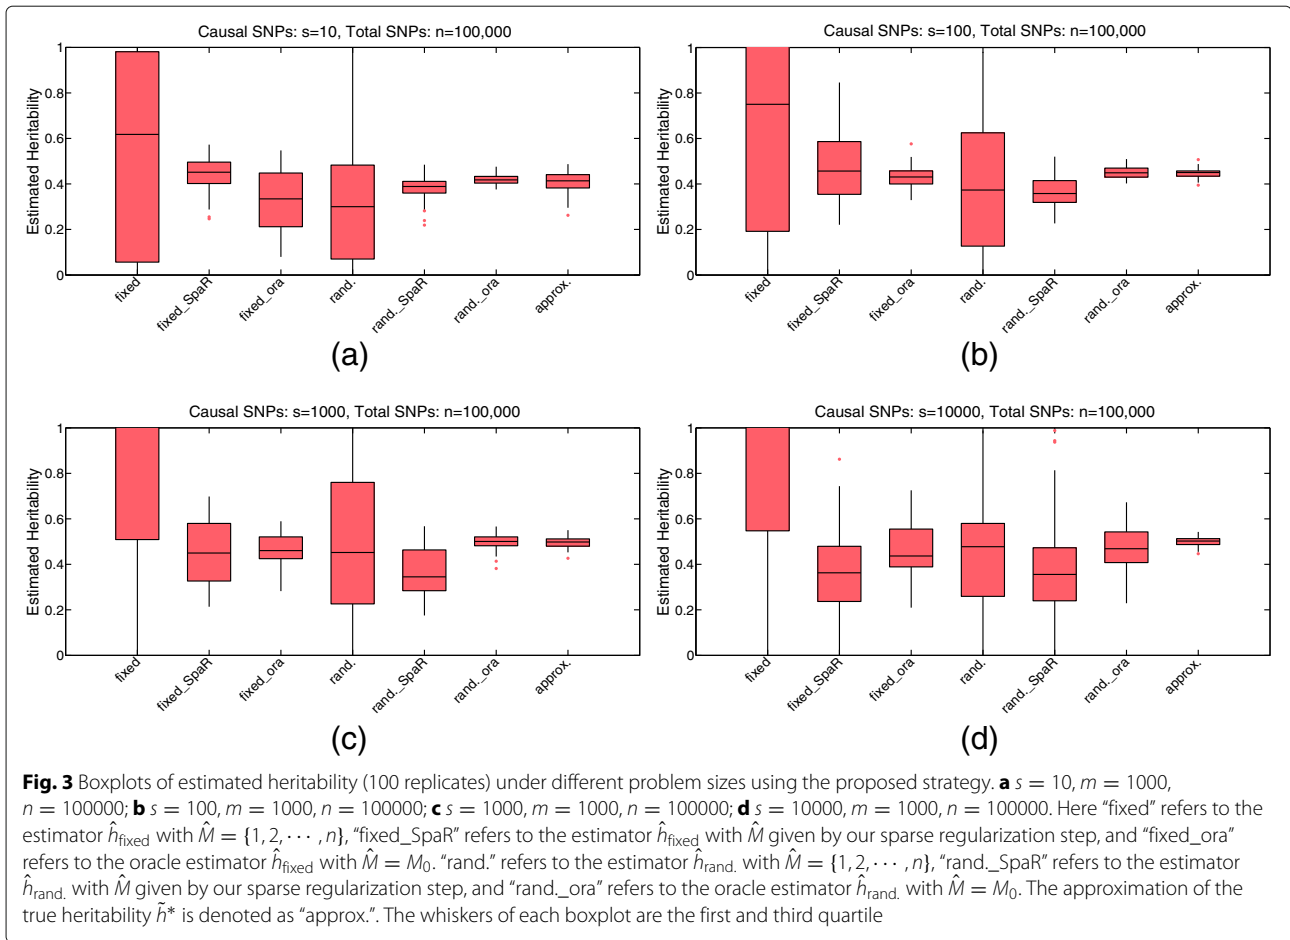 Causal SNPs: s=10, Total SNPs: n=100,000
Estimated Heritability
1
0.8
0.6
0.4
0.2
0
fixed
fixed_SpaR
fixed_ora
rand.
rand._SpaR
rand._ora
approx.
(a)
Causal SNPs: s=100, Total SNPs: n=100,000
Estimated Heritability
1
0.8
0.6
0.4
0.2
0
fixed
fixed_SpaR
fixed_ora
rand.
rand._SpaR
rand._ora
approx.
(b)
Causal SNPs: s=1000, Total SNPs: n=100,000
Estimated Heritability
1
0.8
0.6
0.4
0.2
0
fixed
fixed_SpaR
fixed_ora
rand.
rand._SpaR
rand._ora
approx.
(c)
Causal SNPs: s=10000, Total SNPs: n=100,000
Estimated Heritability
1
0.8
0.6
0.4
0.2
0
fixed
fixed_SpaR
fixed_ora
rand.
rand._SpaR
rand._ora
approx.
(d)
Fig. 3 Boxplots of estimated heritability (100 replicates) under different problem sizes using the proposed strategy. a s = 10, m = 1000,
n = 100000; b s = 100, m = 1000, n = 100000; c s = 1000, m = 1000, n = 100000; d s = 10000, m = 1000, n = 100000. Here “fixed” refers to the
estimator ĥfixed with M̂ = {1, 2, · · · , n}, “fixed_SpaR” refers to the estimator ĥfixed with M̂ given by our sparse regularization step, and “fixed_ora”
refers to the oracle estimator ĥfixed with M̂ = M0. “rand.” refers to the estimator ĥrand. with M̂ = {1, 2, · · · , n}, “rand._SpaR” refers to the estimator
ĥrand. with M̂ given by our sparse regularization step, and “rand._ora” refers to the oracle estimator ĥrand. with M̂ = M0. The approximation of the
true heritability h̃* is denoted as “approx.”. The whiskers of each boxplot are the first and third quartile